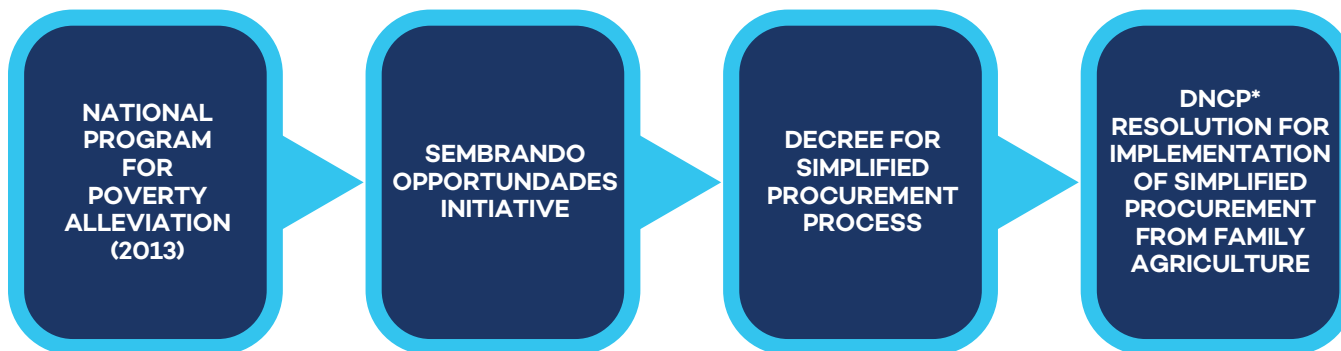 NATIONAL
PROGRAM
FOR
POVERTY
ALLEVIATION
(2013)
SEMBRANDO
OPPORTUNDADES
INITIATIVE
DECREE FOR
SIMPLIFIED
PROCUREMENT
PROCESS
DNCP*
RESOLUTION FOR
IMPLEMENTATION
OF SIMPLIFIED
PROCUREMENT
FROM FAMILY
AGRICULTURE